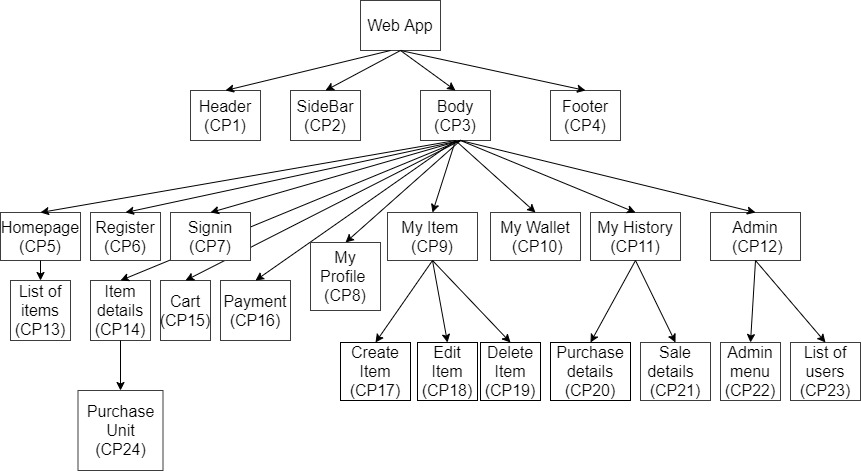 Web App
Header
(CP1)
SideBar
(CP2)
Body
(CP3)
Footer
(CP4)
Homepage
(CP5)
Register
(CP6)
Signin
(CP7)
My
Profile
(CP8)
My Item
(CP9)
My Wallet
(CP10)
My History
(CP11)
Admin
(CP12)
List of
items
(CP13)
Item
details
(CP14)
Cart
(CP15)
Payment
(CP16)
Create
Item
(CP17)
Edit
Item
(CP18)
Delete
Item
(CP19)
Purchase
details
(CP20)
Sale
details
(CP21)
Admin
menu
(CP22)
List of
users
(CP23)
Purchase
Unit
(CP24)